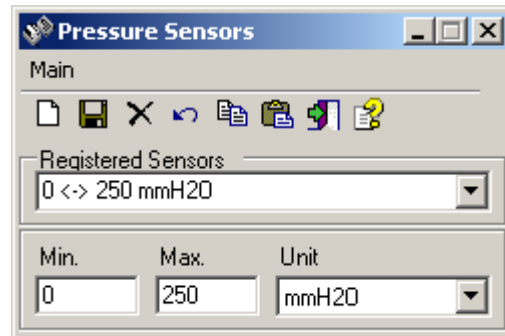 Pressure Sensors
Main
Registered Sensors
0 <-> 250 mmH2O
Min. Max. Unit
0 250 mmH2O